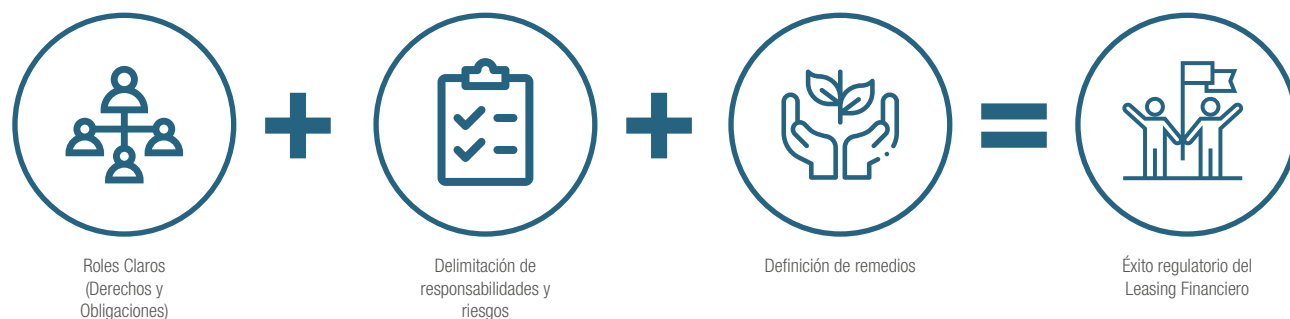 Roles Claros
(Derechos y
Obligaciones)
Delimitación de
responsabilidades y
riesgos
Definición de remedios
Éxito regulatorio del
Leasing Financiero